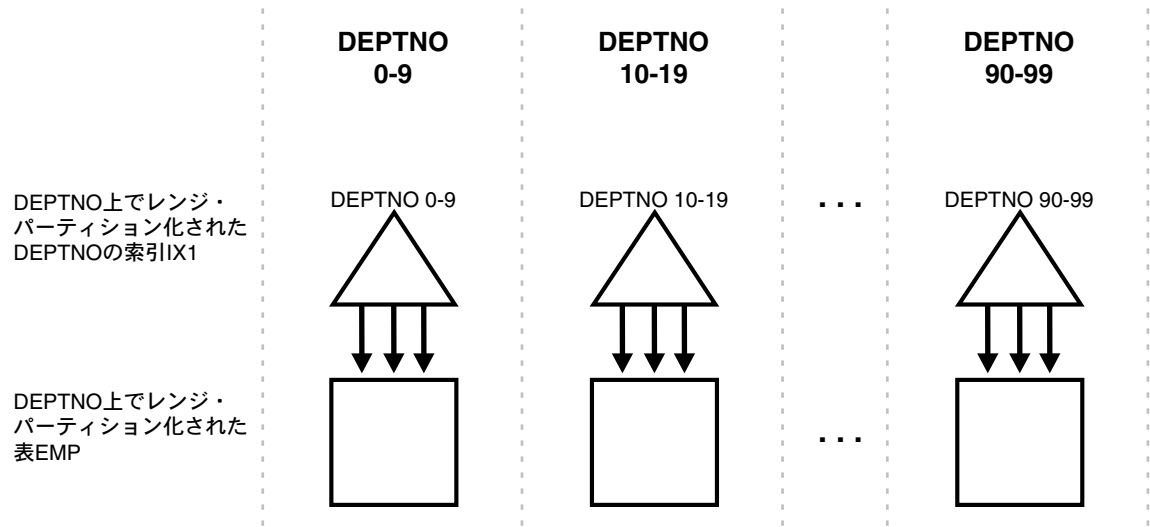 DEPTNO
0-9
DEPTNO
10-19
DEPTNO
90-99
DEPTNO上でレンジ・
パーティション化された
DEPTNOの索引IX1
DEPTNO 0-9
DEPTNO 10-19
. . .
DEPTNO 90-99
DEPTNO上でレンジ・
パーティション化された
表EMP
. . .